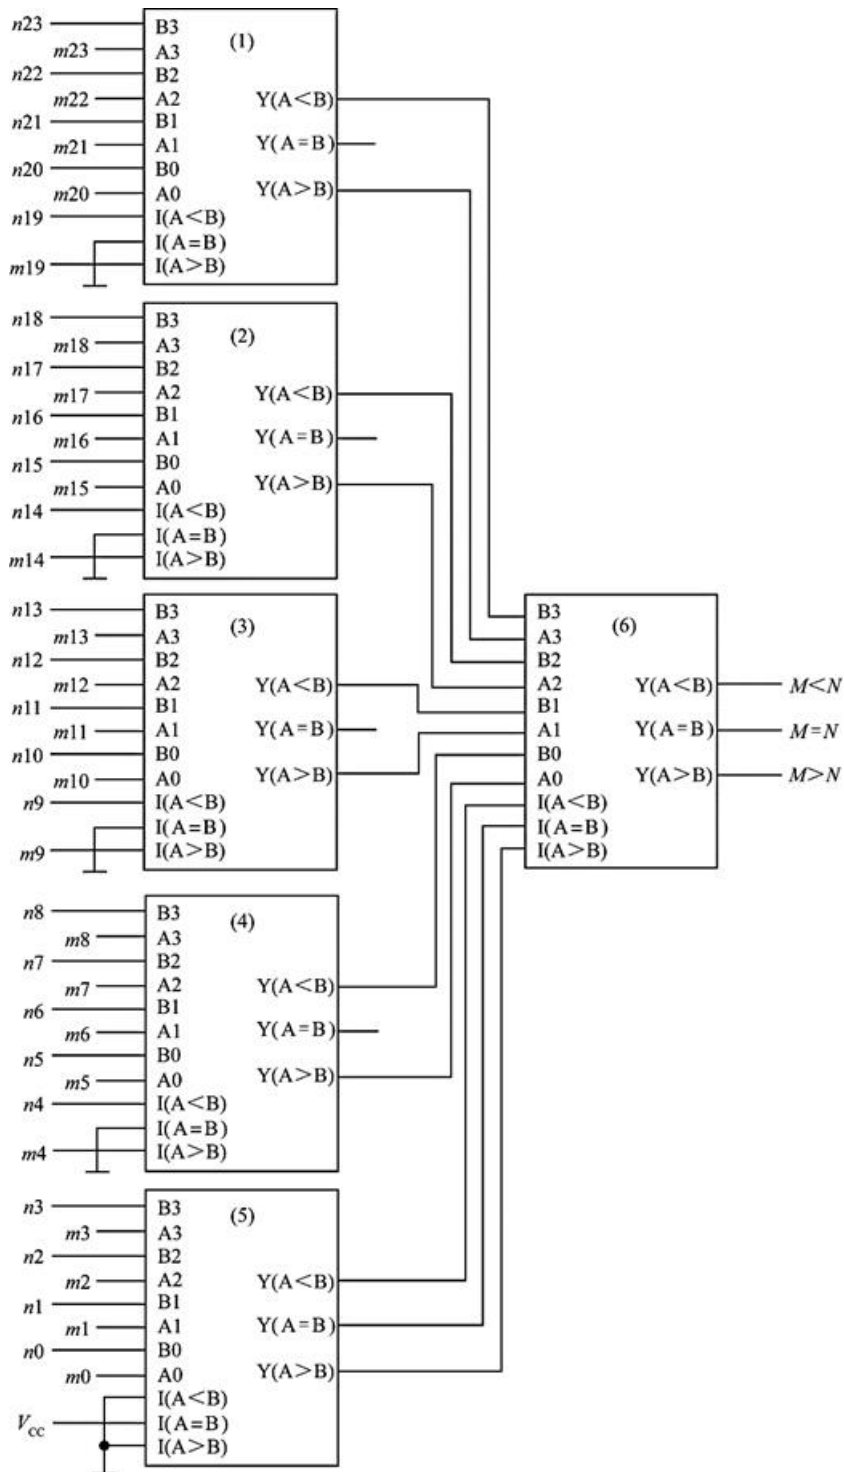 n23 B3 (1)
m23 A3
n22 B2
m22 A2 Y(A<B)
n21 B1
m21 A1 Y(A=B)
n20 B0
m20 A0 Y(A>B)
n19 I(A<B)
I(A=B)
m19 I(A>B)
n18 B3 (2)
m18 A3
n17 B2
m17 A2 Y(A<B)
n16 B1
m16 A1 Y(A=B)
n15 B0
m15 A0 Y(A>B)
n14 I(A<B)
I(A=B)
m14 I(A>B)
n13 B3 (3)
m13 A3
n12 B2
m12 A2 Y(A<B)
n11 B1
m11 A1 Y(A=B)
n10 B0
m10 A0 Y(A>B)
n9 I(A<B)
I(A=B)
m9 I(A>B)
n8 B3 (4)
m8 A3
n7 B2
m7 A2 Y(A<B)
n6 B1
m6 A1 Y(A=B)
n5 B0
m5 A0 Y(A>B)
n4 I(A<B)
I(A=B)
m4 I(A>B)
n3 B3 (5)
m3 A3
n2 B2
m2 A2 Y(A<B)
n1 B1
m1 A1 Y(A=B)
n0 B0
m0 A0 Y(A>B)
I(A<B)
VCC I(A=B)
I(A>B)
B3 (6)
A3
B2
A2 Y(A<B) M<N
B1
A1 Y(A=B) M=N
B0
A0 Y(A>B) M>N
I(A<B)
I(A=B)
I(A>B)